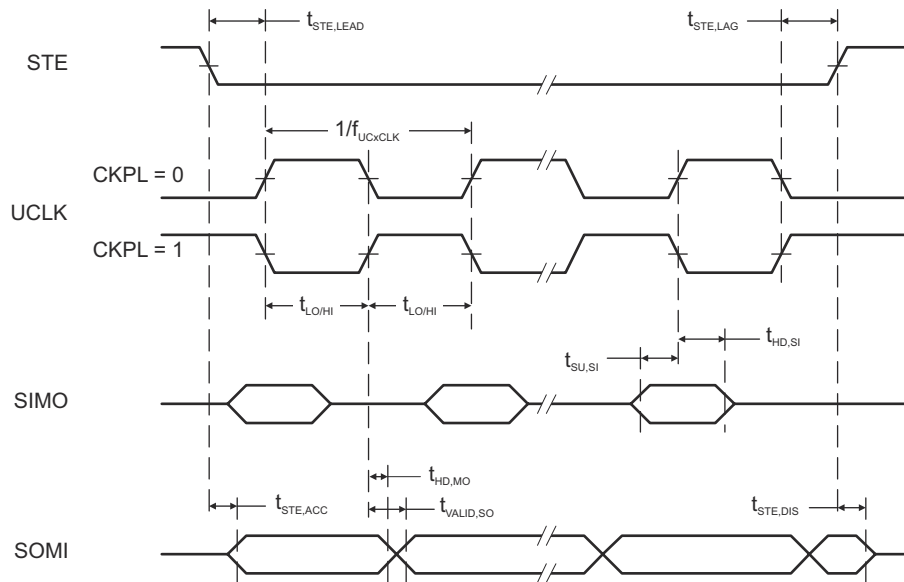 tSTE,LEAD
tSTE,LAG
STE
1/fUCxCLK
CKPL = 0
UCLK
CKPL = 1
tLO/HI
tLO/HI
tSU,SI
tHD,SI
SIMO
tHD,MO
tSTE,ACC
tVALID,SO
tSTE,DIS
SOMI